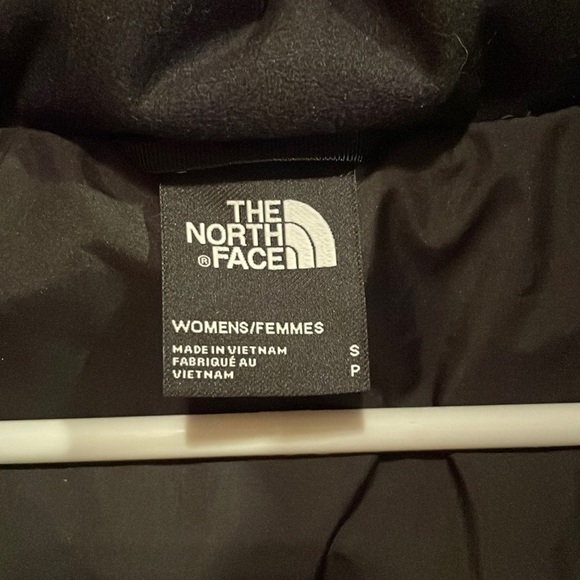 THE
NORTH
® FACE
WOMENS/FEMMES
MADE IN VIETNAM
FABRIQUÉ AU
VIETNAM
S
P